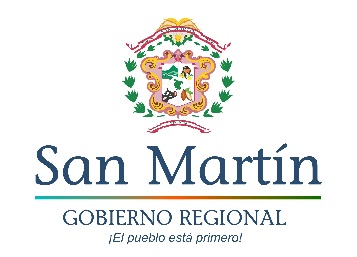 San Martín
GOBIERNO REGIONAL
¡El pueblo está primero!